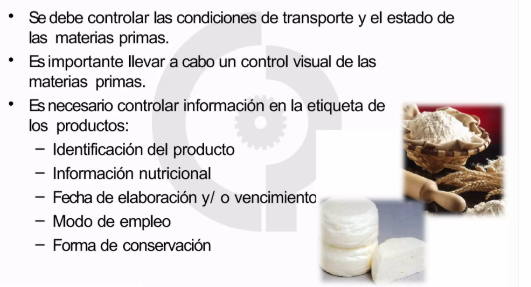 • Se debe controlar las condiciones de transporte y el estado de
las materias primas.
• Es importante llevar a cabo un control visual de las
materias primas.
• Es necesario controlar información en la etiqueta de
los productos:
– Identificación del producto
– Información nutricional
– Fecha de elaboración y/ o vencimiento
– Modo de empleo
– Forma de conservación